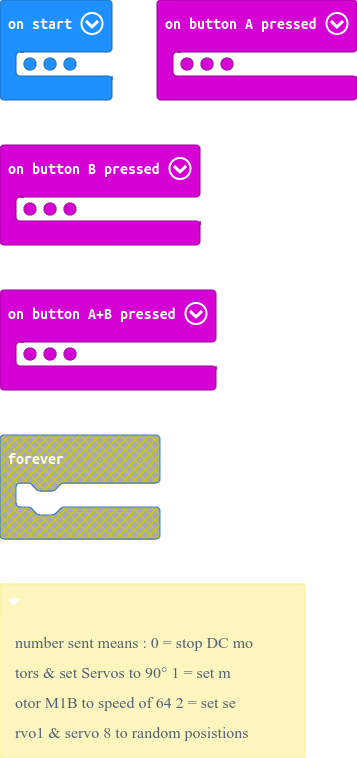 on start
on button A pressed
on button B pressed
on button A+B pressed
forever
number sent means : 0 = stop DC mo
tors & set Servos to 90° 1 = set m
otor M1B to speed of 64 2 = set se
rvo1 & servo 8 to random posistions